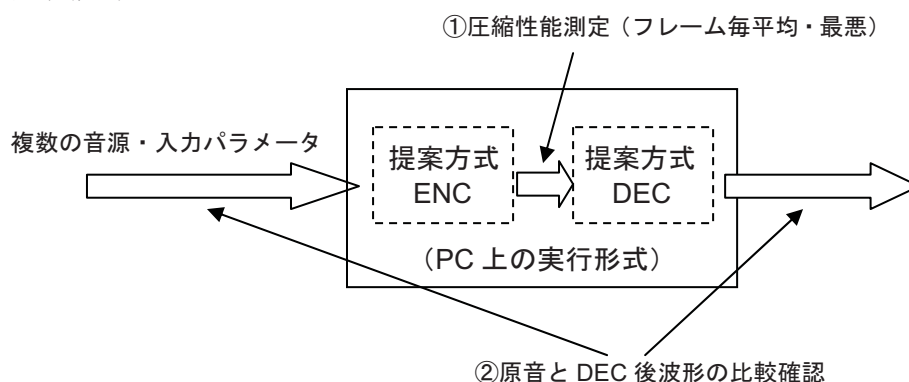 ①圧縮性能測定（フレーム毎平均・最悪）
複数の音源・入力パラメータ
提案方式
ENC
提案方式
DEC
（PC 上の実行形式）
②原音と DEC 後波形の比較確認